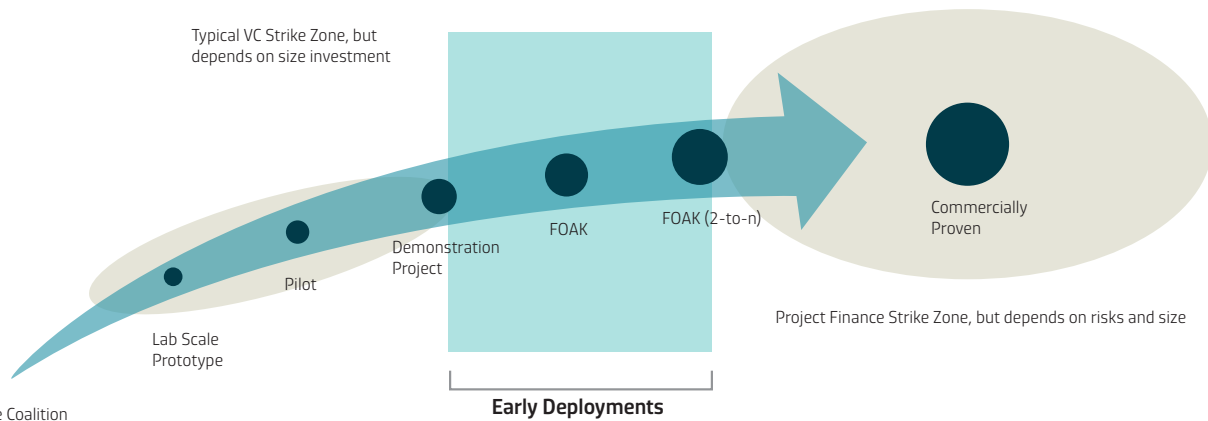 Typical VC Strike Zone, but
depends on size investment
Lab Scale
Prototype
Pilot
Demonstration
Project
FOAK
FOAK (2-to-n)
Commercially
Proven
Project Finance Strike Zone, but depends on risks and size
Early Deployments
Coalition